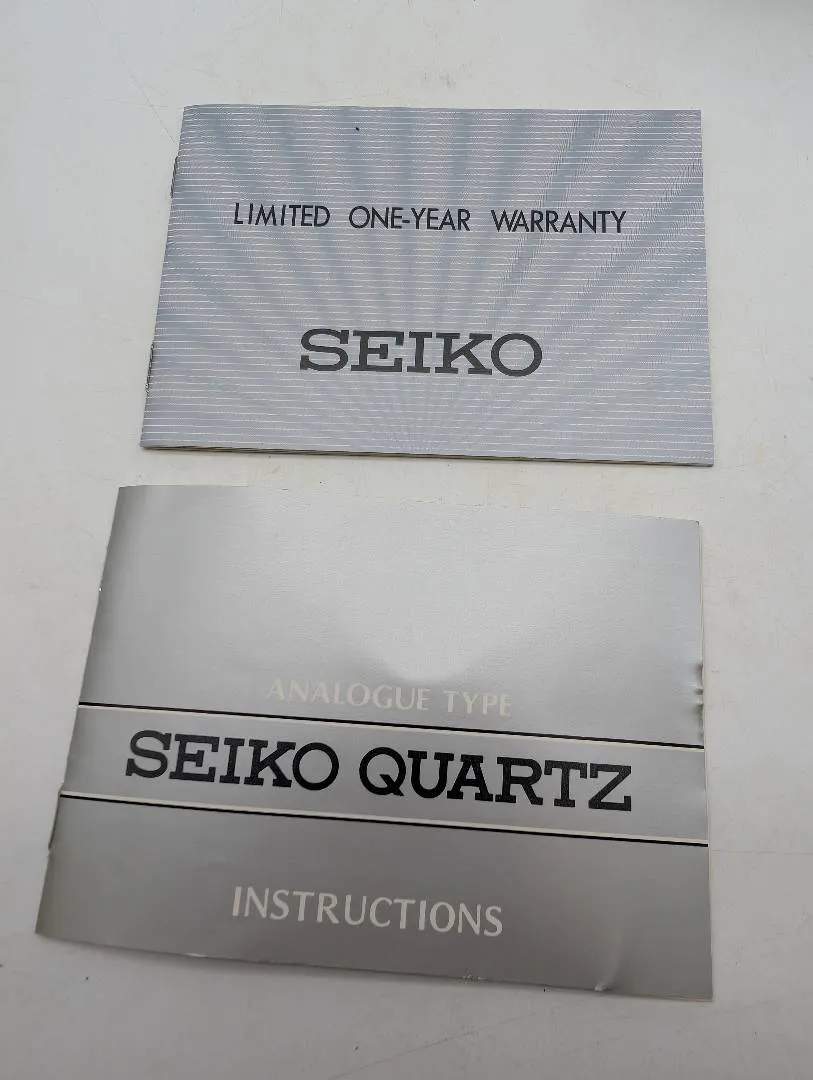 LIMITED ONE-YEAR WARRANTY
SEIKO
ANALOGUE TYPE
SEIKO QUARTZ
INSTRUCTIONS